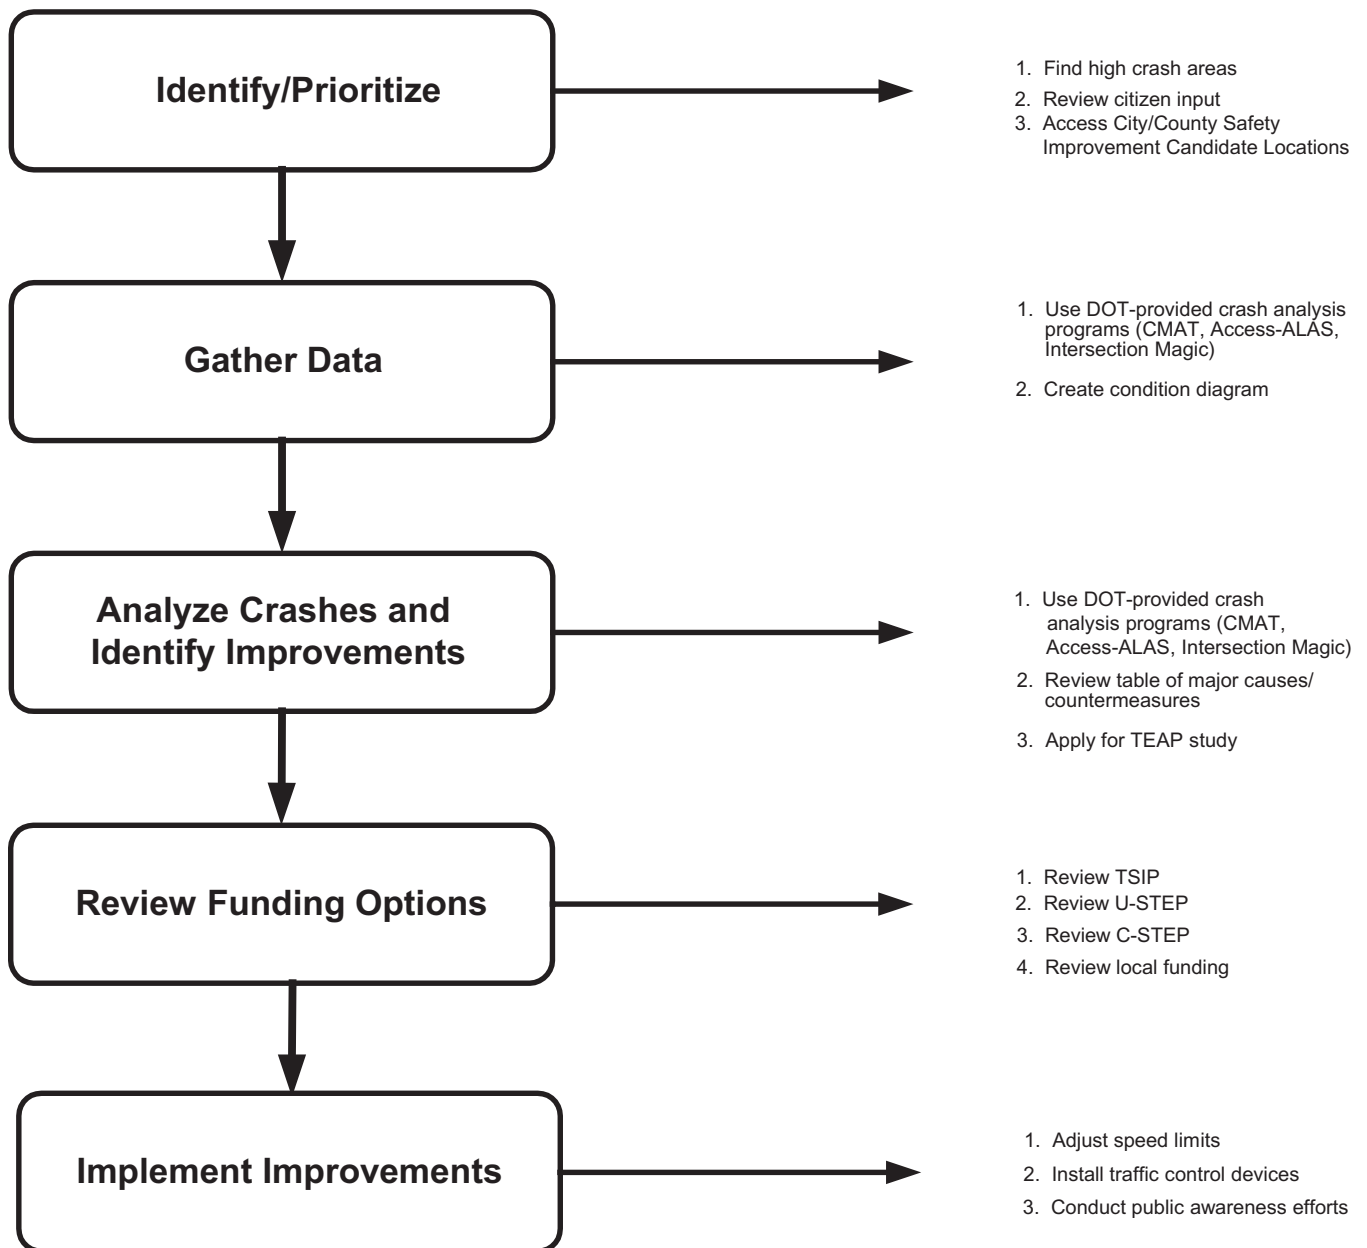 Identify/Prioritize
1. Find high crash areas
2. Review citizen input
3. Access City/County Safety
Improvement Candidate Locations
Gather Data
1. Use DOT-provided crash analysis
programs (CMAT, Access-ALAS,
Intersection Magic)
2. Create condition diagram
Analyze Crashes and
Identify Improvements
1. Use DOT-provided crash
analysis programs (CMAT,
Access-ALAS, Intersection Magic)
2. Review table of major causes/
countermeasures
3. Apply for TEAP study
Review Funding Options
1. Review TSIP
2. Review U-STEP
3. Review C-STEP
4. Review local funding
Implement Improvements
1. Adjust speed limits
2. Install traffic control devices
3. Conduct public awareness efforts